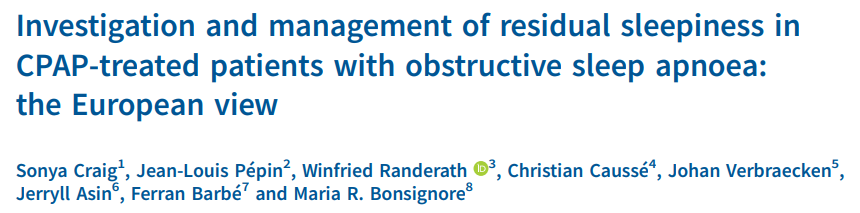 Investigation and management of residual sleepiness in
CPAP-treated patients with obstructive sleep apnoea:
the European view
Sonya Craig1, Jean-Louis Pépin2, Winfried Randerath iD3, Christian Caussé4, Johan Verbraecken5,
Jerryll Asin6, Ferran Barbé7 and Maria R. Bonsignore8